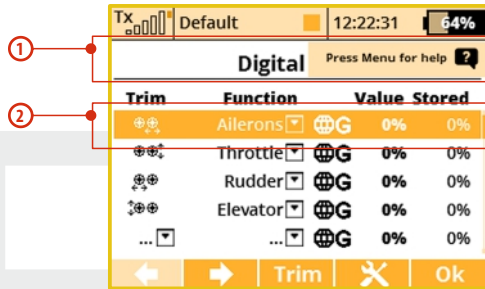 Tx Default 12:22:31 64%
1
Digital Press Menu for help ?
2
Trim Function Value Stored
Ailerons G 0% 0%
Throttle G 0% 0%
Rudder G 0% 0%
Elevator G 0% 0%
... ... G 0% 0%
Trim Ok